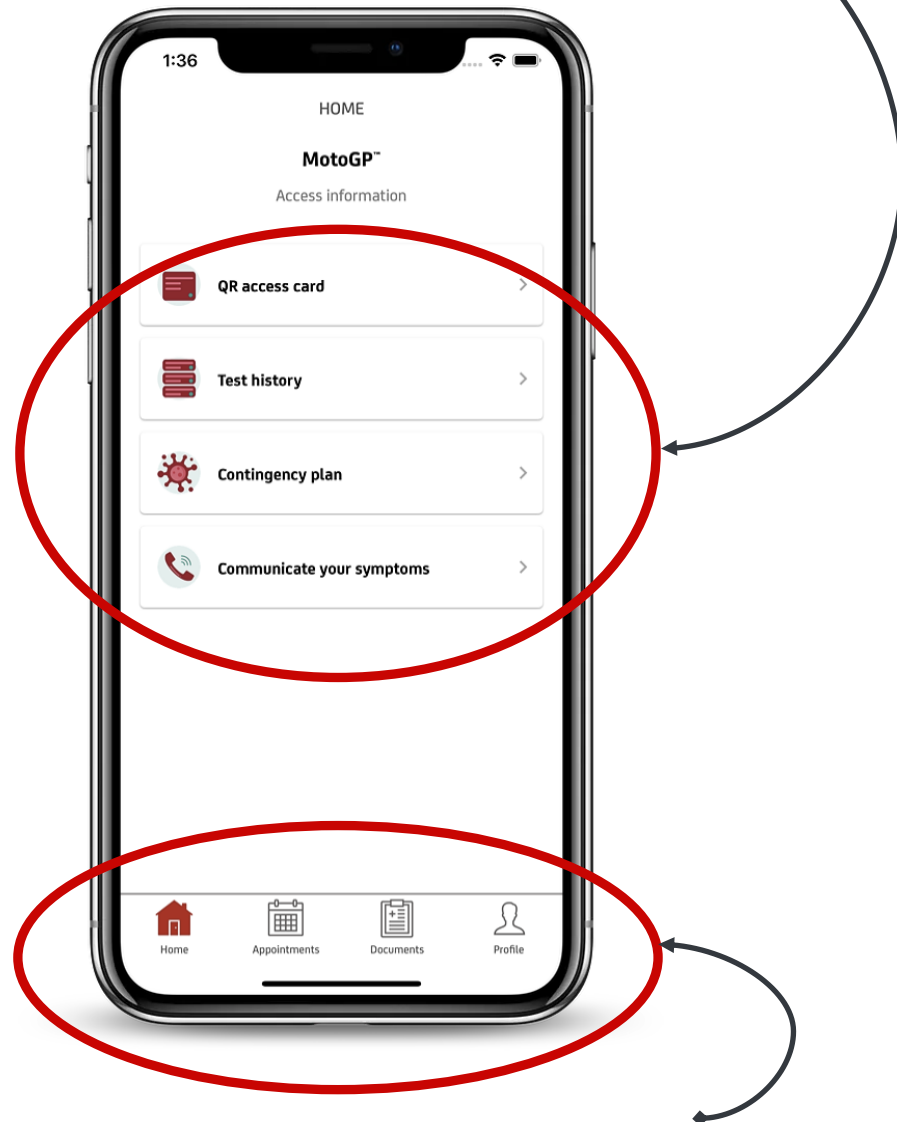 1:36
HOME
MotoGP™
Access information
QR access card
Test history
Contingency plan
Communicate your symptoms
Home Appointments Documents Profile